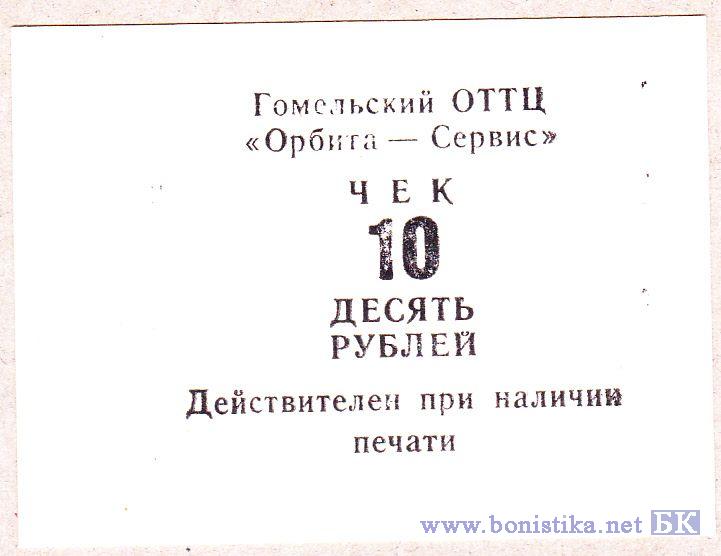 Гомельский ОТТЦ
«Орбита — Сервис»
ЧЕК
10
ДЕСЯТЬ
РУБЛЕЙ
Действителен при наличии
печати
www.bonistika.net БК